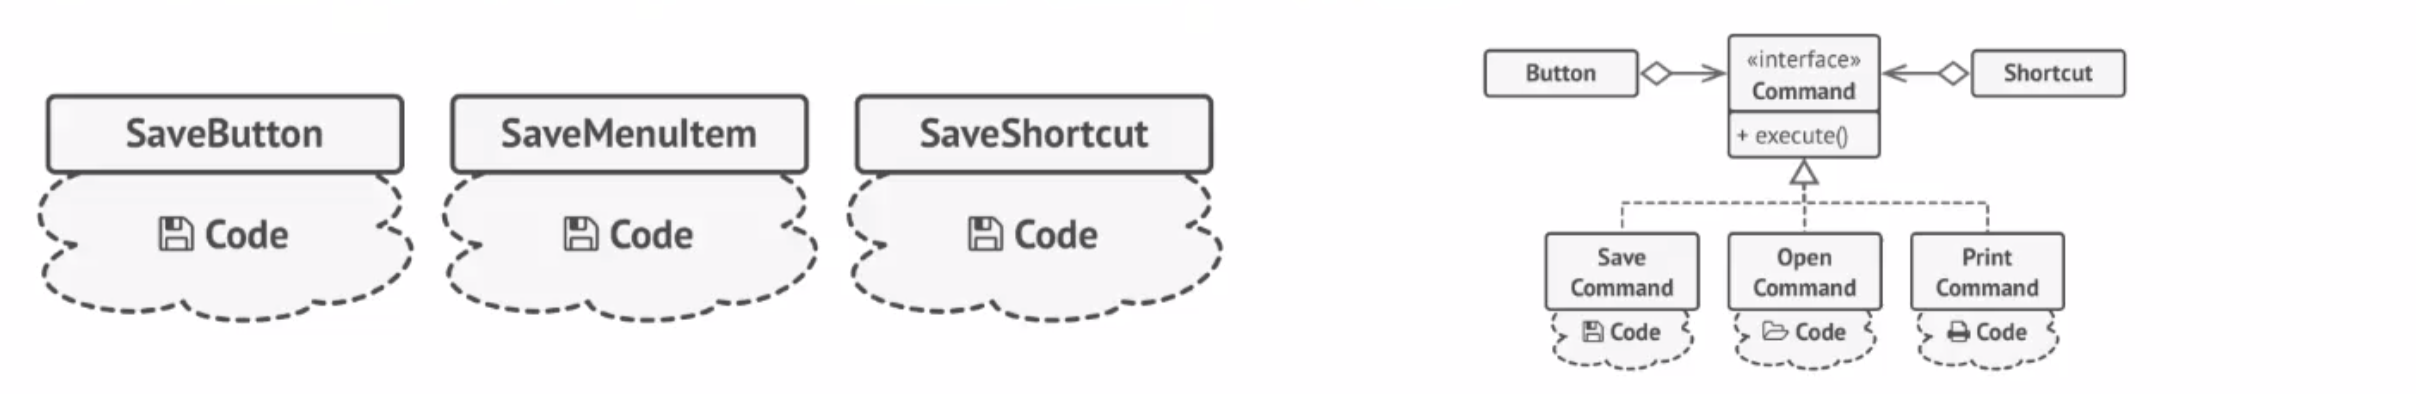 SaveButton
Code
SaveMenuItem
Code
SaveShortcut
Code
Button
«interface»
Command
+ execute()
Shortcut
Save
Command
Code
Open
Command
Code
Print
Command
Code